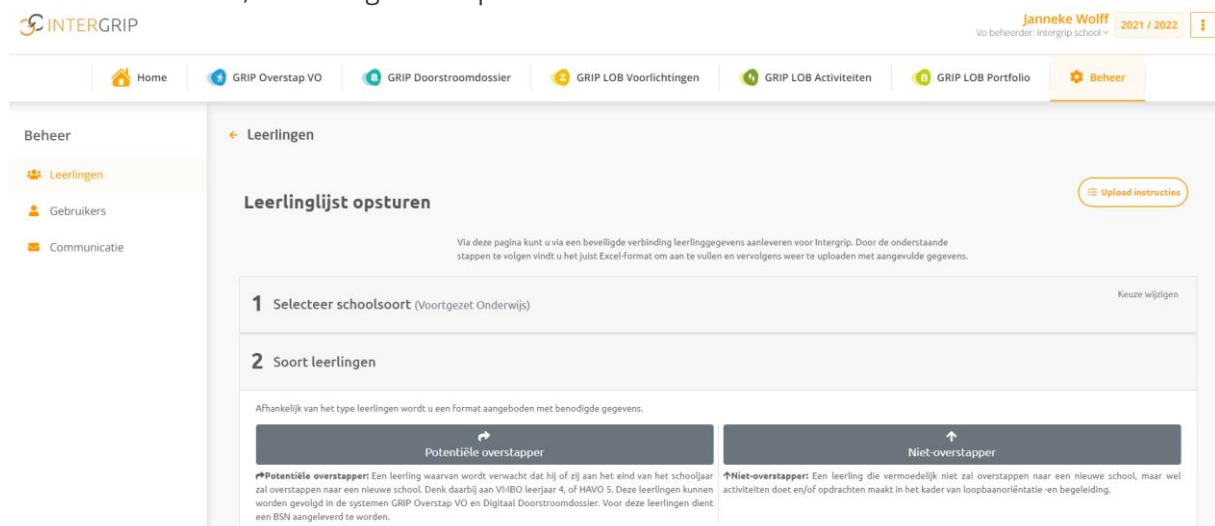 INTERGRIP
Janneke Wolff
Vo beheerder: Intergrip school
2021 / 2022
Home
GRIP Overstap VO
GRIP Doorstroomdossier
GRIP LOB Voorlichtingen
GRIP LOB Activiteiten
GRIP LOB Portfolio
Beheer
Beheer
Leerlingen
Gebruikers
Communicatie
← Leerlingen
Leerlinglijst opsturen
Upload instructies
Via deze pagina kunt u via een beveiligde verbinding leerlinggegevens aanleveren voor Intergrip. Door de onderstaande
stappen te volgen vindt u het juist Excel-format om aan te vullen en vervolgens weer te uploaden met aangevulde gegevens.
1 Selecteer schoolsoort (Voortgezet Onderwijs)
Keuze wijzigen
2 Soort leerlingen
Afhankelijk van het type leerlingen wordt u een format aangeboden met benodigde gegevens.
Potentiële overstapper
Potentiële overstapper: Een leerling waarvan wordt verwacht dat hij of zij aan het eind van het schooljaar
zal overstappen naar een nieuwe school. Denk daarbij aan VMBO leerjaar 4, of HAVO 5. Deze leerlingen kunnen
worden gevolgd in de systemen GRIP Overstap VO en Digitaal Doorstroomdossier. Voor deze leerlingen dient
een BSN aangeleverd te worden.
Niet-overstapper
Niet-overstapper: Een leerling die vermoedelijk niet zal overstappen naar een nieuwe school, maar wel
activiteiten doet en/of opdrachten maakt in het kader van loopbaanoriëntatie -en begeleiding.